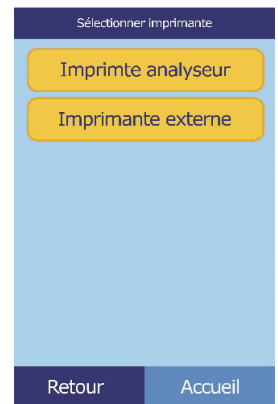 Sélectionner imprimante
Imprimte analyseur
Imprimante externe
Retour Accueil